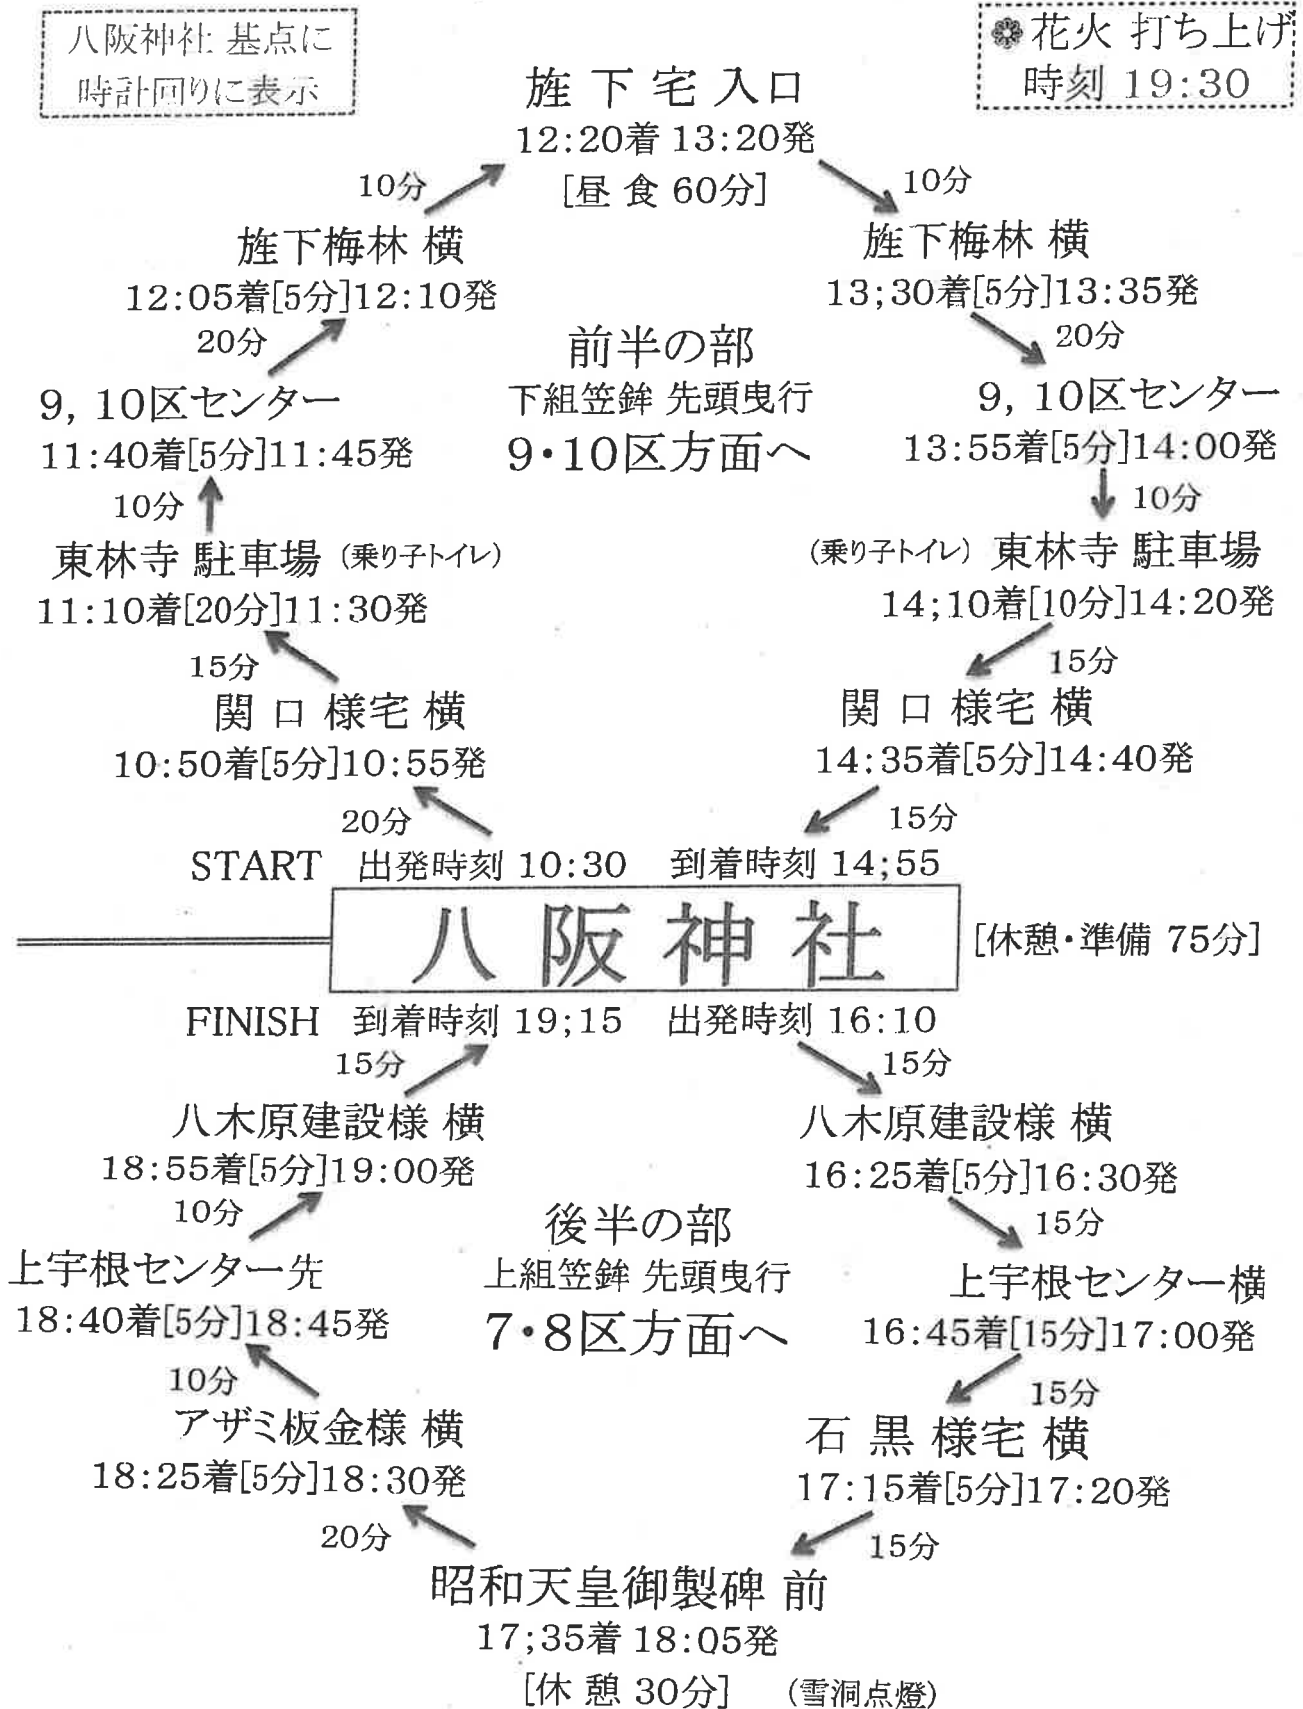 八阪神社 基点に
時計回りに表示
❁花火 打ち上げ
時刻 19:30
旌 下 宅 入口
12:20着 13:20発
[昼 食 60分]
10分
10分
旌下梅林 横
12:05着[5分]12:10発
旌下梅林 横
13;30着[5分]13:35発
20分
20分
前半の部
下組笠鉾 先頭曳行
9・10区方面へ
9, 10区センター
11:40着[5分]11:45発
9, 10区センター
13:55着[5分]14:00発
10分
10分
東林寺 駐車場 (乗り子トイレ)
11:10着[20分]11:30発
(乗り子トイレ) 東林寺 駐車場
14;10着[10分]14:20発
15分
15分
関 口 様宅 横
10:50着[5分]10:55発
関 口 様宅 横
14:35着[5分]14:40発
20分
15分
START 出発時刻 10:30 到着時刻 14;55
八阪神社
[休憩・準備 75分]
FINISH 到着時刻 19;15 出発時刻 16:10
15分
15分
八木原建設様 横
18:55着[5分]19:00発
八木原建設様 横
16:25着[5分]16:30発
10分
15分
後半の部
上組笠鉾 先頭曳行
7・8区方面へ
上宇根センター先
18:40着[5分]18:45発
上宇根センター横
16:45着[15分]17:00発
10分
15分
アザミ板金様 横
18:25着[5分]18:30発
石 黒 様宅 横
17:15着[5分]17:20発
20分
15分
昭和天皇御製碑 前
17;35着 18:05発
[休 憩 30分] (雪洞点燈)